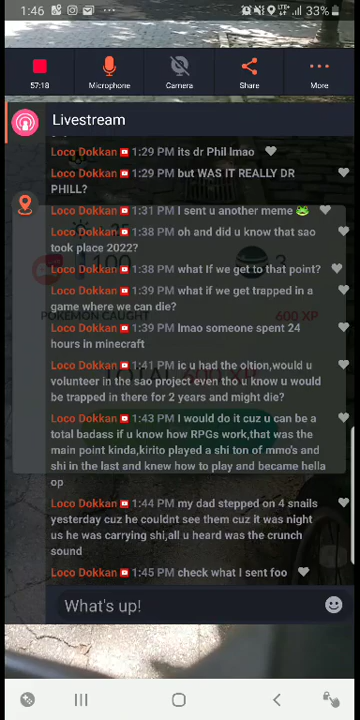 1:46 33%
57:18 Microphone Camera Share More
Livestream
Loco Dokkan 1:29 PM its dr Phil lmao
Loco Dokkan 1:29 PM but WAS IT REALLY DR
PHILL?
Loco Dokkan 1:31 PM I sent u another meme 🐸
Loco Dokkan 1:38 PM oh and did u know that sao
took place 2022?
100 3
Loco Dokkan 1:38 PM what If we get to that point?
Loco Dokkan 1:39 PM what if we get trapped in a
game where we can die?
POKÉMON CAUGHT 600 XP
Loco Dokkan 1:39 PM lmao someone spent 24
hours in minecraft
Loco Dokkan 1:41 PM ic u had the option,would u
volunteer in the sao project even tho u know u would
be trapped in there for 2 years and might die?
TOTAL 600 XP
Loco Dokkan 1:43 PM I would do it cuz u can be a
total badass if u know how RPGs work,that was the
main point kinda,kirito played a shi ton of mmo's and
shi in the last and knew how to play and became hella
op
Loco Dokkan 1:44 PM my dad stepped on 4 snails
yesterday cuz he couldnt see them cuz it was night
us he was carrying shi,all u heard was the crunch
sound
Loco Dokkan 1:45 PM check what I sent foo
What's up!